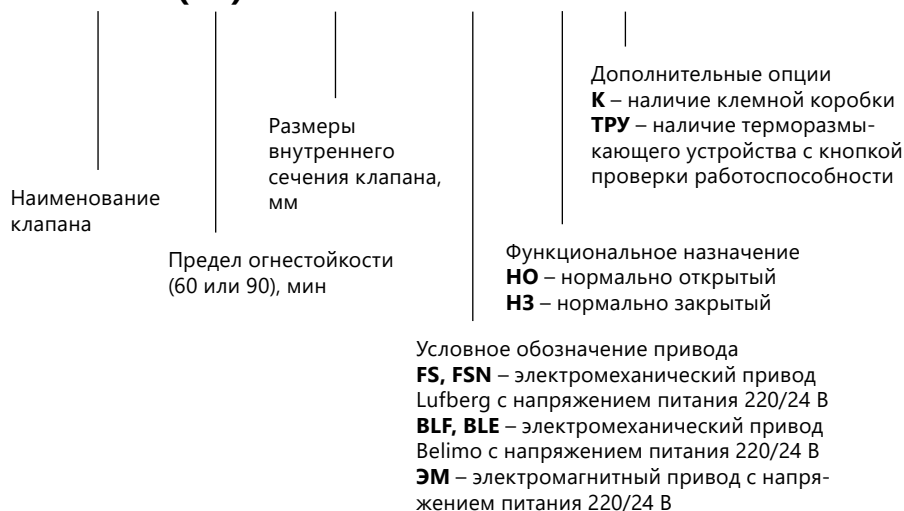 Дополнительные опции
К – наличие клемной коробки
ТРУ – наличие терморазмы-
кающего устройства с кнопкой
проверки работоспособности
Размеры
внутреннего
сечения клапана,
мм
Наименование
клапана
Предел огнестойкости
(60 или 90), мин
Функциональное назначение
НО – нормально открытый
НЗ – нормально закрытый
Условное обозначение привода
FS, FSN – электромеханический привод
Lufberg с напряжением питания 220/24 В
BLF, BLE – электромеханический привод
Belimo с напряжением питания 220/24 В
ЭМ – электромагнитный привод с напря-
жением питания 220/24 В